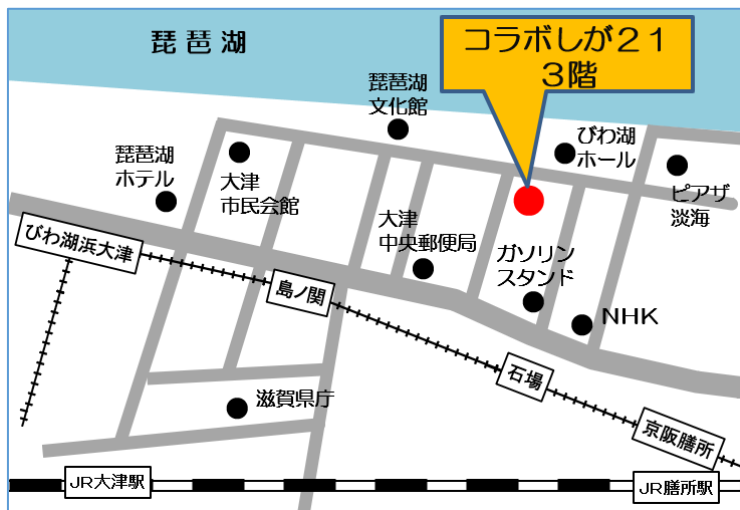 琵琶湖
コラボしが２１
３階
琵琶湖
文化館
びわ湖
ホール
琵琶湖
ホテル
大津
市民会館
ピアザ
淡海
大津
中央郵便局
ガソリン
スタンド
びわ湖浜大津
島ノ関
NHK
石場
滋賀県庁
京阪膳所
JR大津駅
JR膳所駅